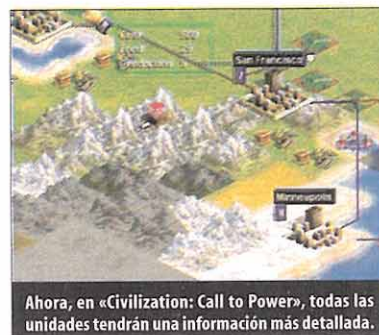 San Francisco
Minneapolis
Ahora, en «Civilization: Call to Power», todas las
unidades tendrán una información más detallada.